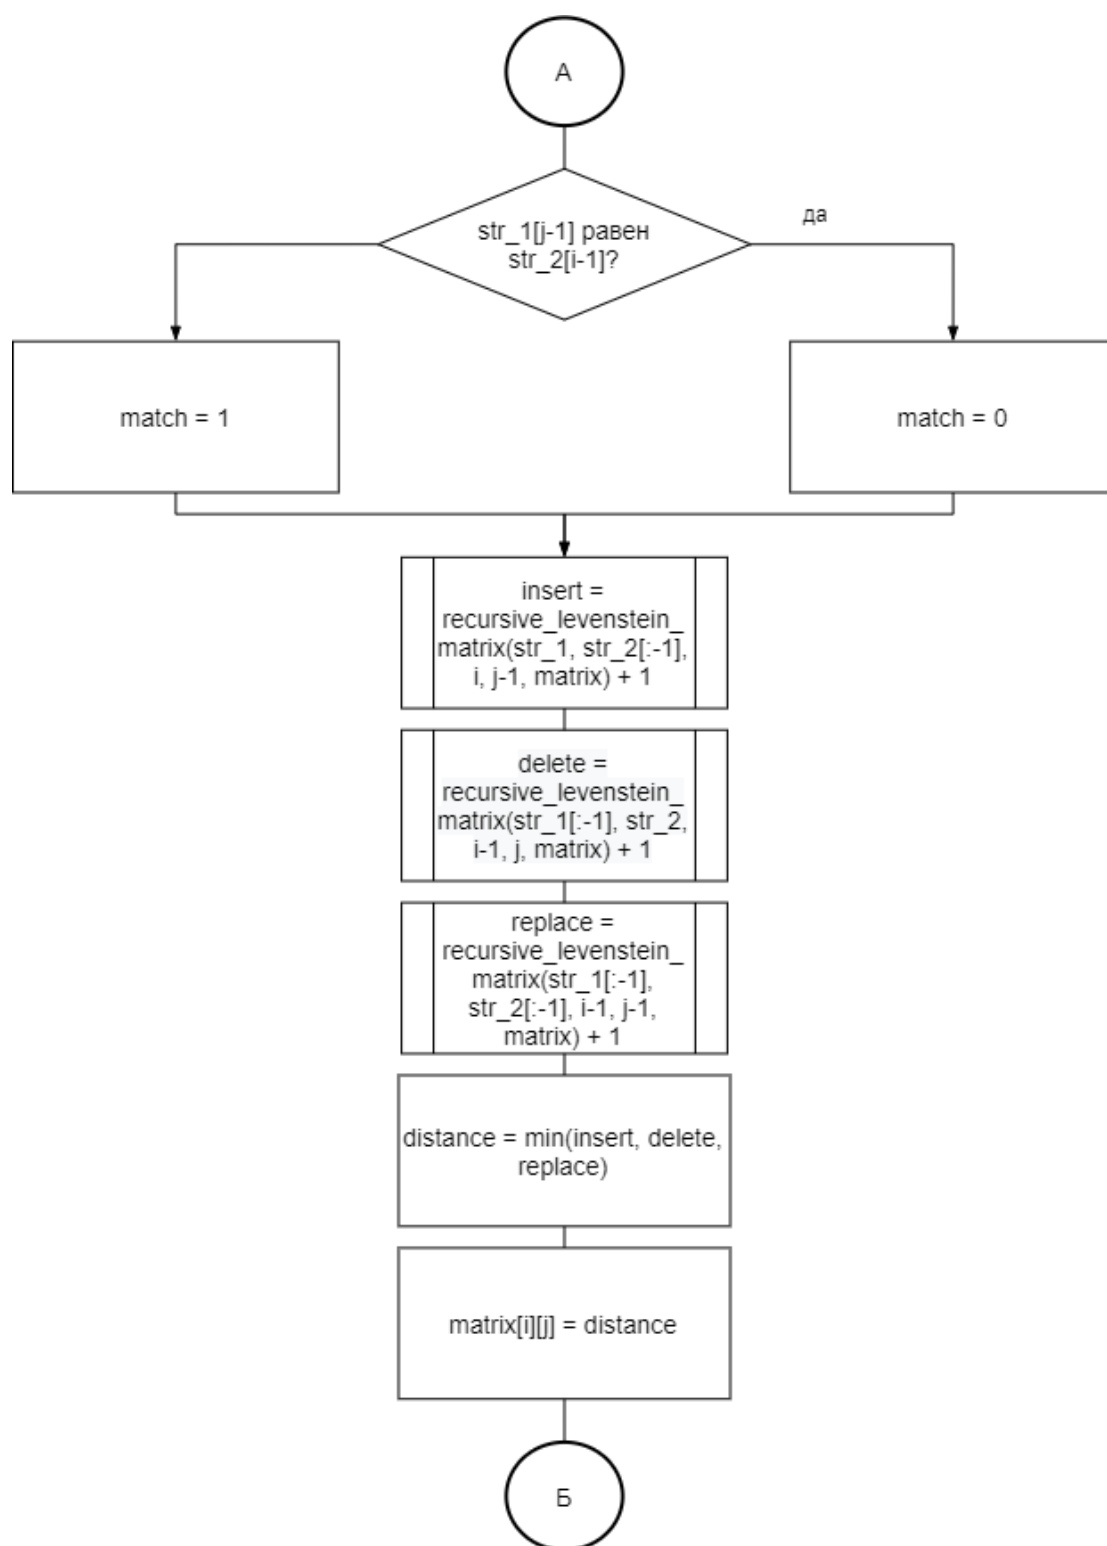 А
str_1[j-1] равен
str_2[i-1]?
да
match = 1
match = 0
insert =
recursive_levenstein_
matrix(str_1, str_2[:-1],
i, j-1, matrix) + 1
delete =
recursive_levenstein_
matrix(str_1[:-1], str_2,
i-1, j, matrix) + 1
replace =
recursive_levenstein_
matrix(str_1[:-1],
str_2[:-1], i-1, j-1,
matrix) + 1
distance = min(insert, delete,
replace)
matrix[i][j] = distance
Б